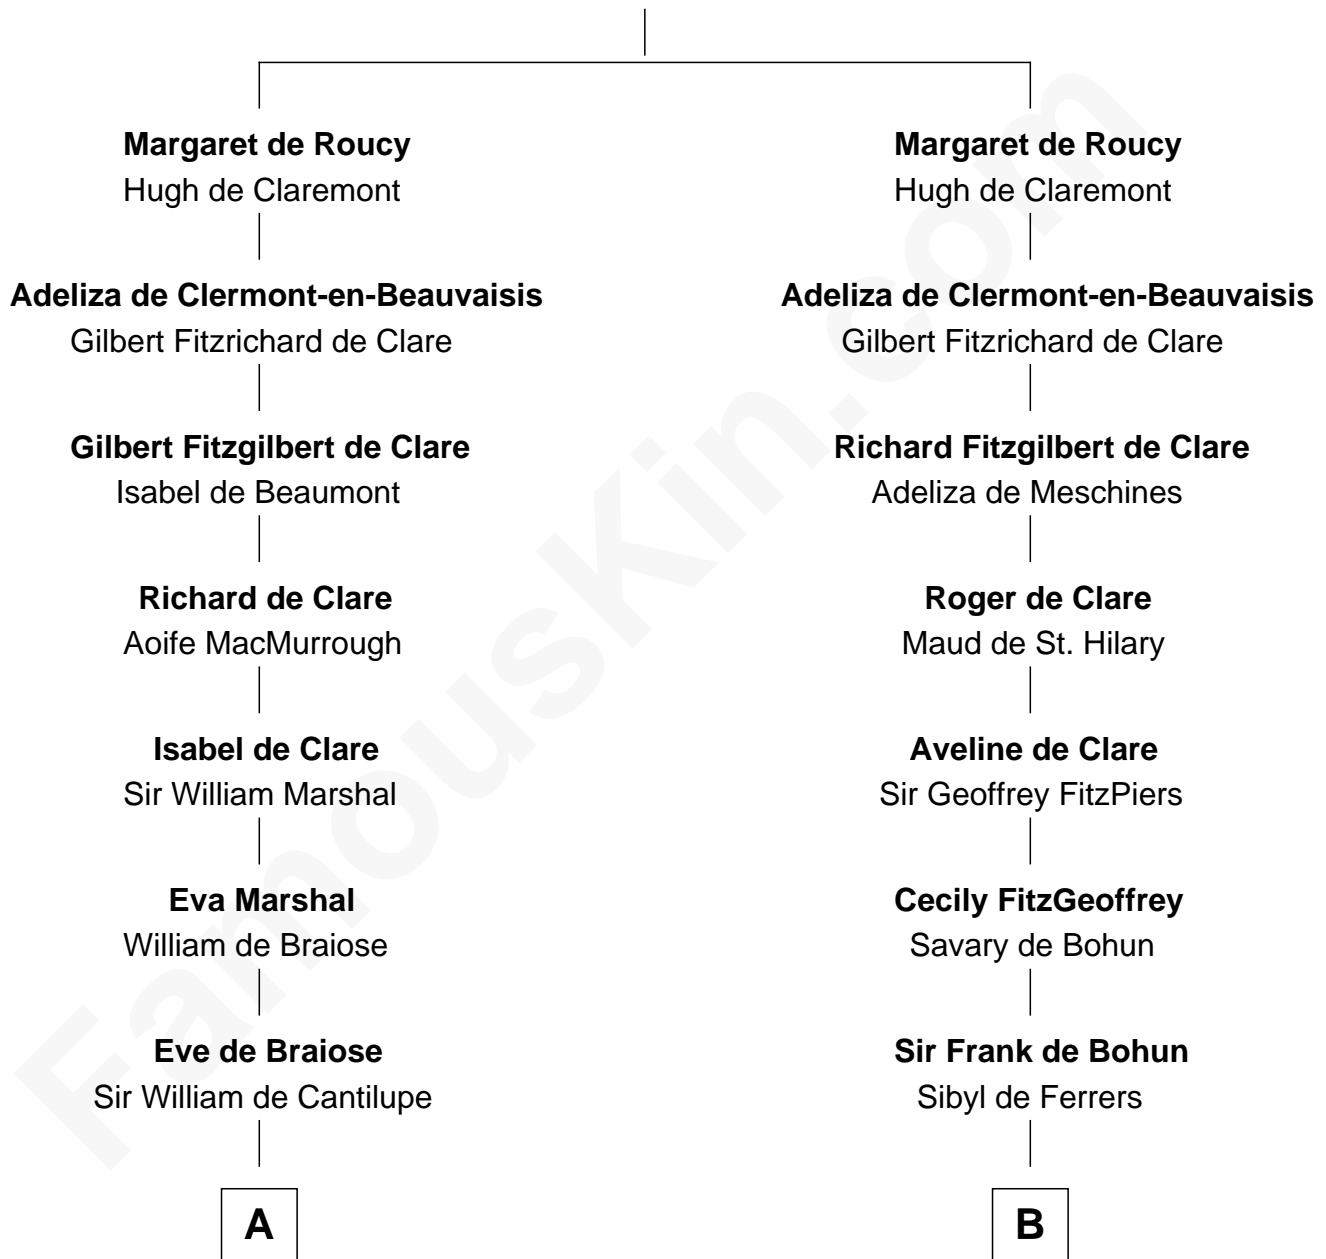 Margaret de Roucy
Hugh de Claremont
Adeliza de Clermont-en-Beauvaisis
Gilbert Fitzrichard de Clare
Gilbert Fitzgilbert de Clare
Isabel de Beaumont
Richard de Clare
Aoife MacMurrough
Isabel de Clare
Sir William Marshal
Eva Marshal
William de Braiose
Eve de Braiose
Sir William de Cantilupe
A
Margaret de Roucy
Hugh de Claremont
Adeliza de Clermont-en-Beauvaisis
Gilbert Fitzrichard de Clare
Richard Fitzgilbert de Clare
Adeliza de Meschines
Roger de Clare
Maud de St. Hilary
Aveline de Clare
Sir Geoffrey FitzPiers
Cecily FitzGeoffrey
Savary de Bohun
Sir Frank de Bohun
Sibyl de Ferrers
B
FamousKin.com